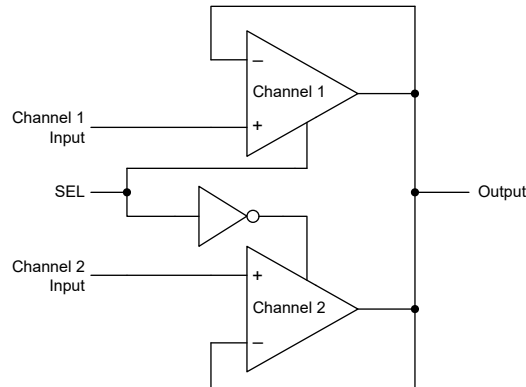 −
Channel 1
Channel 1
Input
+
SEL
Output
Channel 2
Input
+
Channel 2
−